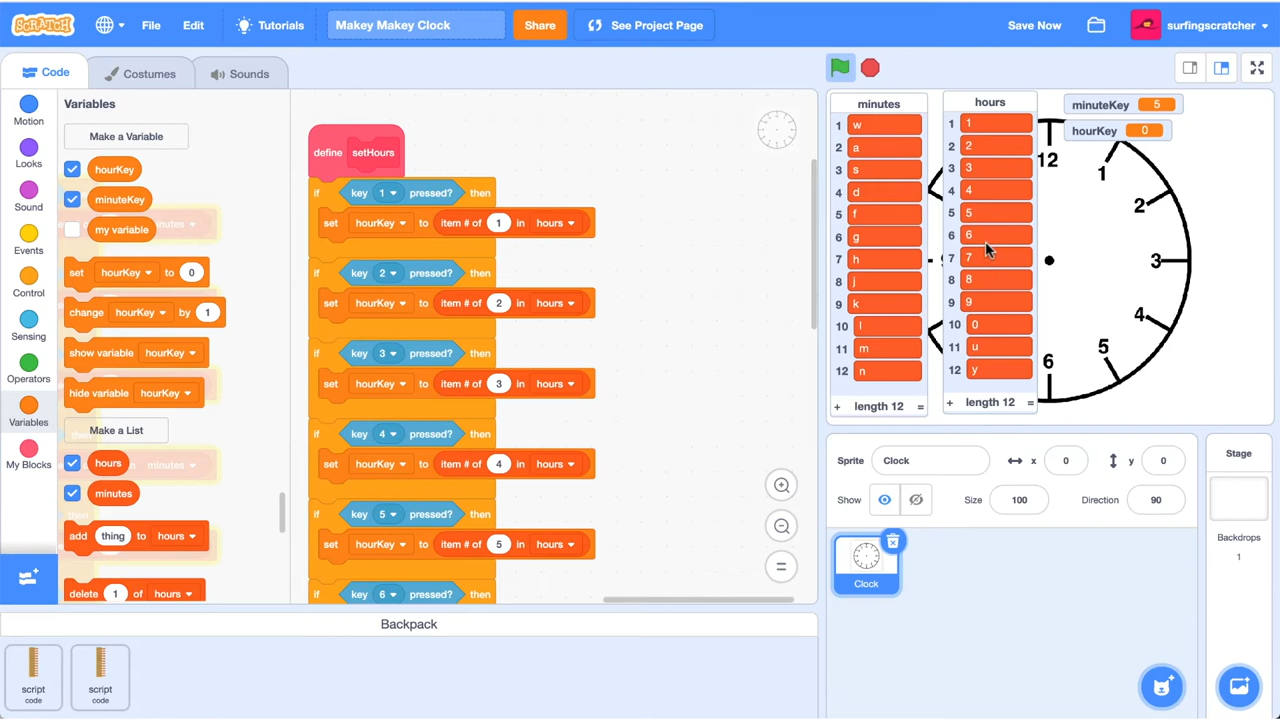 SCRATCH File Edit Tutorials Makey Makey Clock Share See Project Page Save Now surfingscratcher
Code Costumes Sounds
Motion
Looks
Sound
Events
Control
Sensing
Operators
Variables
My Blocks
Variables
Make a Variable
hourKey
minuteKey
my variable
set hourKey to 0
change hourKey by 1
show variable hourKey
hide variable hourKey
Make a List
hours
minutes
add thing to hours
delete 1 of hours
define setHours
if key 1 pressed? then
set hourKey to item # of 1 in hours
if key 2 pressed? then
set hourKey to item # of 2 in hours
if key 3 pressed? then
set hourKey to item # of 3 in hours
if key 4 pressed? then
set hourKey to item # of 4 in hours
if key 5 pressed? then
set hourKey to item # of 5 in hours
if key 6 pressed? then
minutes
1 w
2 a
3 s
4 d
5 f
6 g
7 h
8 j
9 k
10 l
11 m
12 n
+ length 12 =
hours
1 1
2 2
3 3
4 4
5 5
6 6
7 7
8 8
9 9
10 0
11 u
12 y
+ length 12 =
minuteKey 5
hourKey 0
12
1
2
3
4
5
6
Sprite Clock x 0 y 0
Show Size 100 Direction 90
Clock
Stage
Backdrops
1
Backpack
script
code
script
code